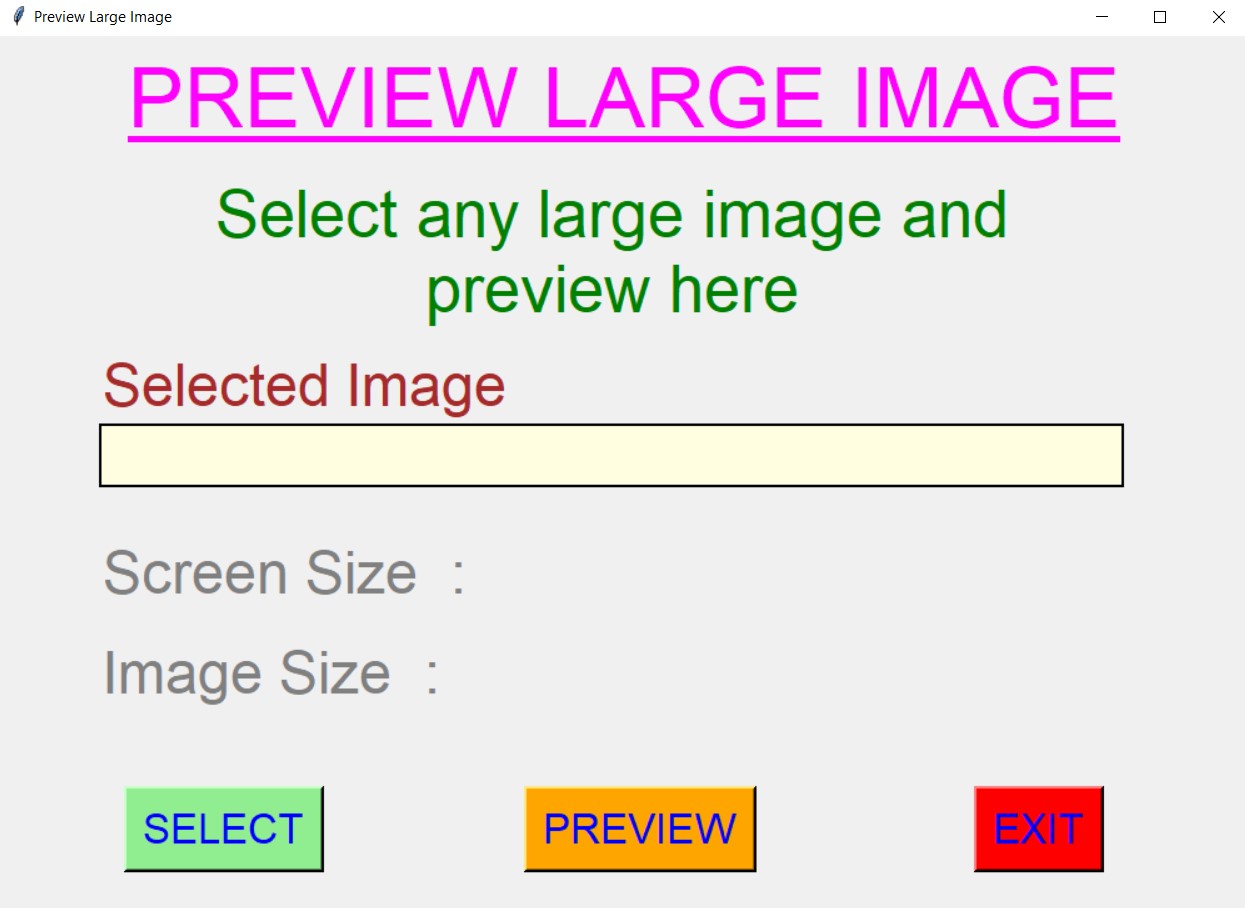 Preview Large Image
PREVIEW LARGE IMAGE
Select any large image and
preview here
Selected Image
Screen Size  :
Image Size  :
SELECT
PREVIEW
EXIT